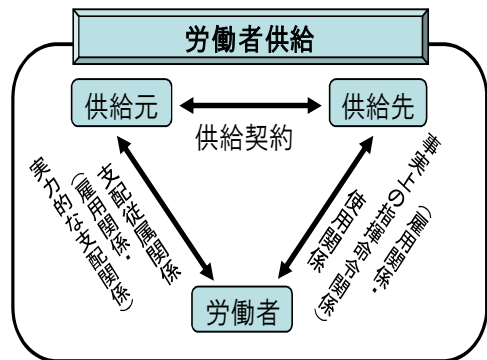 労働者供給
供給元
供給先
供給契約
支配従属関係
(雇用関係・
実力的な支配関係)
(雇用関係・
事実上の指揮命令関係)
使用関係
労働者